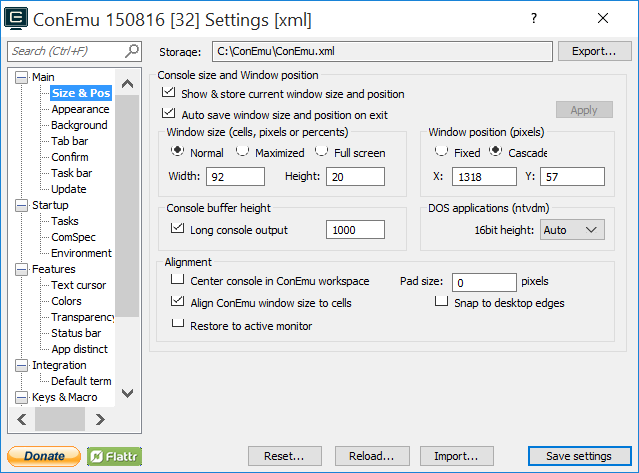 ConEmu 150816 [32] Settings [xml]
?
Search (Ctrl+F)
Storage:
C:\ConEmu\ConEmu.xml
Export...
Main
Size & Pos
Appearance
Background
Tab bar
Confirm
Task bar
Update
Startup
Tasks
ComSpec
Environment
Features
Text cursor
Colors
Transparency
Status bar
App distinct
Integration
Default term
Keys & Macro
Console size and Window position
Show & store current window size and position
Auto save window size and position on exit
Apply
Window size (cells, pixels or percents)
Normal
Maximized
Full screen
Width:
92
Height:
20
Window position (pixels)
Fixed
Cascade
X:
1318
Y:
57
Console buffer height
Long console output
1000
DOS applications (ntvdm)
16bit height:
Auto
Alignment
Center console in ConEmu workspace
Pad size:
0
pixels
Align ConEmu window size to cells
Snap to desktop edges
Restore to active monitor
Donate
Flattr
Reset...
Reload...
Import...
Save settings